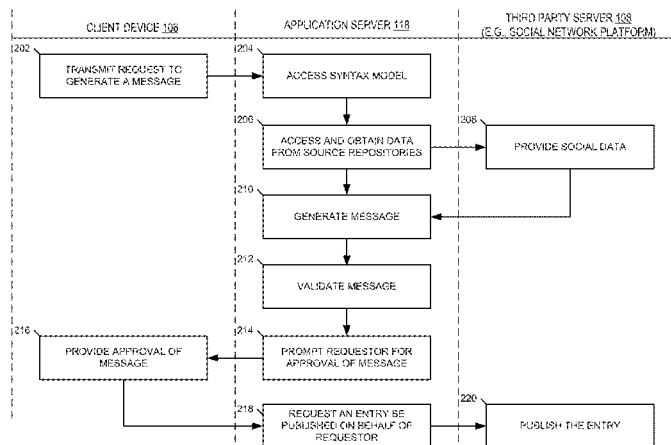 CLIENT DEVICE 106
APPLICATION SERVER 118
THIRD PARTY SERVER 108
(E.G., SOCIAL NETWORK PLATFORM)
202
TRANSMIT REQUEST TO
GENERATE A MESSAGE
204
ACCESS SYNTAX MODEL
206
ACCESS AND OBTAIN DATA
FROM SOURCE REPOSITORIES
208
PROVIDE SOCIAL DATA
210
GENERATE MESSAGE
212
VALIDATE MESSAGE
216
PROVIDE APPROVAL OF
MESSAGE
214
PROMPT REQUESTOR FOR
APPROVAL OF MESSAGE
218
REQUEST AN ENTRY BE
PUBLISHED ON BEHALF OF
REQUESTOR
220
PUBLISH THE ENTRY